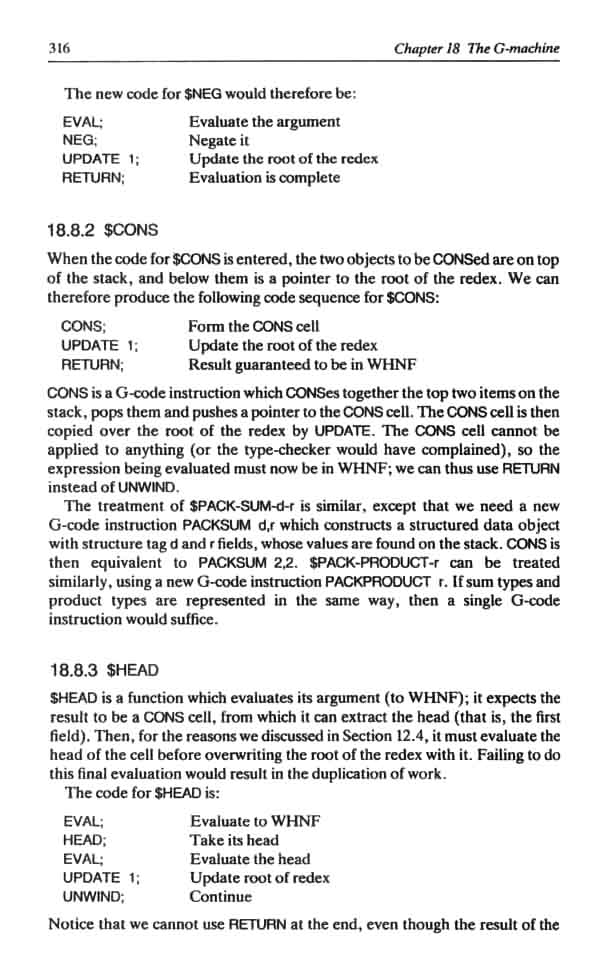 316 Chapter 18 The G-machine
The new code for $NEG would therefore be:
EVAL; Evaluate the argument
NEG; Negate it
UPDATE 1; Update the root of the redex
RETURN; Evaluation is complete
18.8.2 $CONS
When the code for $CONS is entered, the two objects to be CONSed are on top
of the stack, and below them is a pointer to the root of the redex. We can
therefore produce the following code sequence for $CONS:
CONS; Form the CONS cell
UPDATE 1; Update the root of the redex
RETURN; Result guaranteed to be in WHNF
CONS is a G-code instruction which CONSes together the top two items on the
stack, pops them and pushes a pointer to the CONS cell. The CONS cell is then
copied over the root of the redex by UPDATE. The CONS cell cannot be
applied to anything (or the type-checker would have complained), so the
expression being evaluated must now be in WHNF; we can thus use RETURN
instead of UNWIND.
The treatment of $PACK-SUM-d-r is similar, except that we need a new
G-code instruction PACKSUM d,r which constructs a structured data object
with structure tag d and r fields, whose values are found on the stack. CONS is
then equivalent to PACKSUM 2,2. $PACK-PRODUCT-r can be treated
similarly, using a new G-code instruction PACKPRODUCT r. If sum types and
product types are represented in the same way, then a single G-code
instruction would suffice.
18.8.3 $HEAD
$HEAD is a function which evaluates its argument (to WHNF); it expects the
result to be a CONS cell, from which it can extract the head (that is, the first
field). Then, for the reasons we discussed in Section 12.4, it must evaluate the
head of the cell before overwriting the root of the redex with it. Failing to do
this final evaluation would result in the duplication of work.
The code for $HEAD is:
EVAL; Evaluate to WHNF
HEAD; Take its head
EVAL; Evaluate the head
UPDATE 1; Update root of redex
UNWIND; Continue
Notice that we cannot use RETURN at the end, even though the result of the